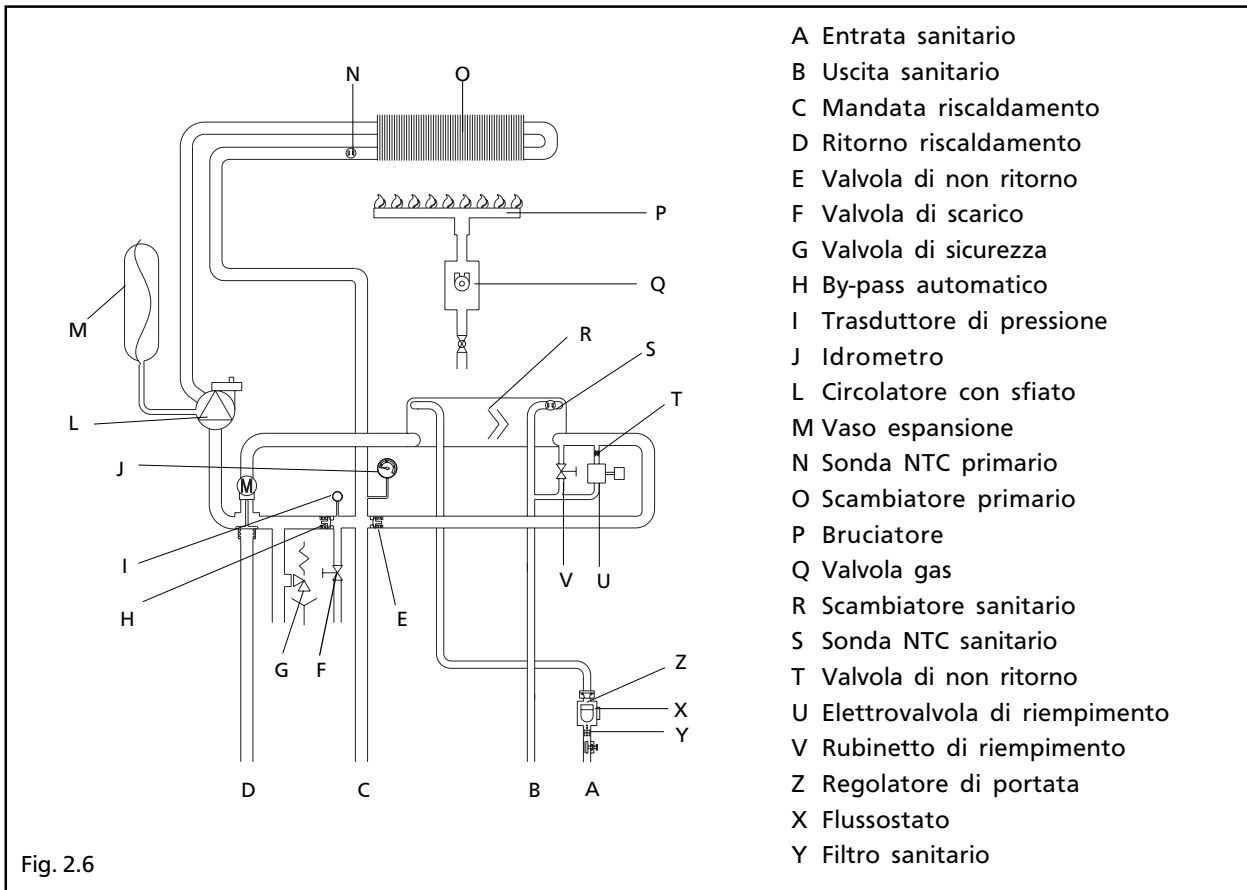 N
O
P
M
Q
R
S
L
T
J
M
I
V
U
H
E
G
F
Z
X
Y
D
C
B
A
Fig. 2.6
A Entrata sanitario
B Uscita sanitario
C Mandata riscaldamento
D Ritorno riscaldamento
E Valvola di non ritorno
F Valvola di scarico
G Valvola di sicurezza
H By-pass automatico
I Trasduttore di pressione
J Idrometro
L Circolatore con sfiato
M Vaso espansione
N Sonda NTC primario
O Scambiatore primario
P Bruciatore
Q Valvola gas
R Scambiatore sanitario
S Sonda NTC sanitario
T Valvola di non ritorno
U Elettrovalvola di riempimento
V Rubinetto di riempimento
Z Regolatore di portata
X Flussostato
Y Filtro sanitario